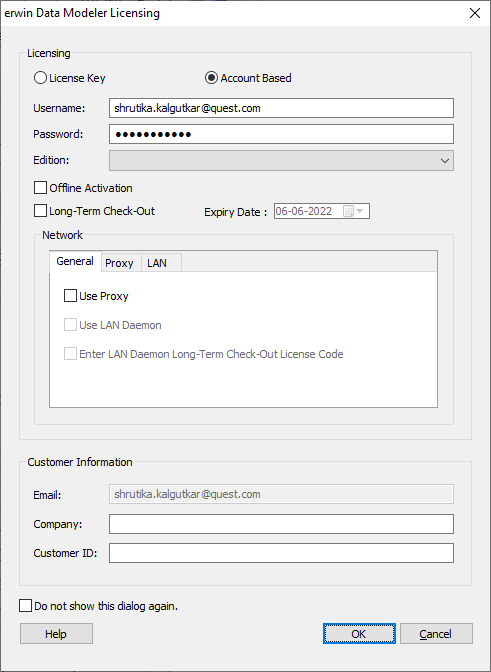 erwin Data Modeler Licensing
Licensing
License Key Account Based
Username: shrutika.kalgutkar@quest.com
Password: ●●●●●●●●●●●
Edition:
Offline Activation
Long-Term Check-Out Expiry Date : 06-06-2022
Network
General Proxy LAN
Use Proxy
Use LAN Daemon
Enter LAN Daemon Long-Term Check-Out License Code
Customer Information
Email: shrutika.kalgutkar@quest.com
Company:
Customer ID:
Do not show this dialog again.
Help OK Cancel